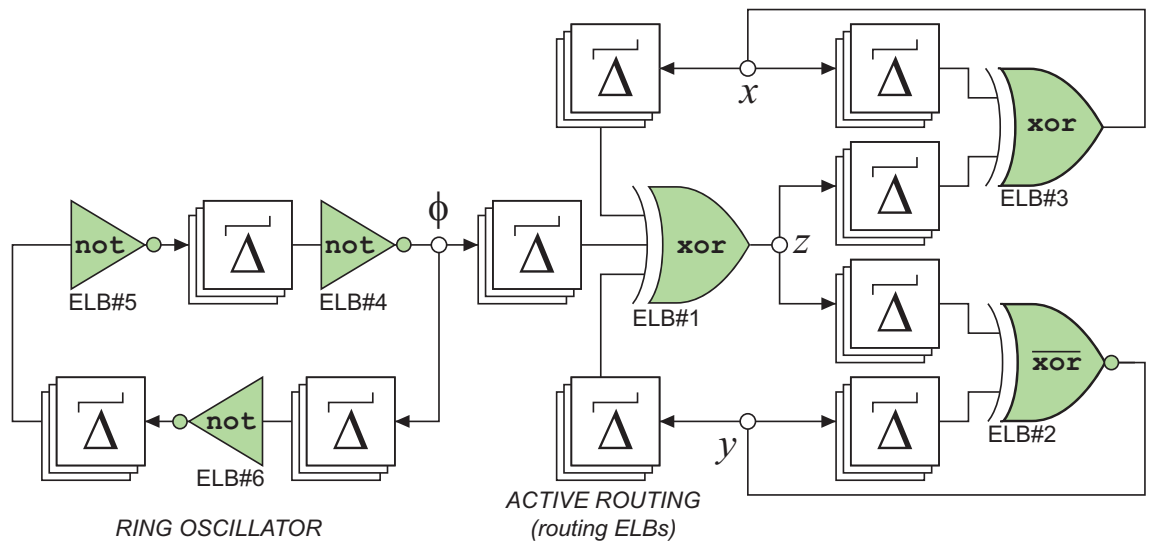 Δ
Δ
x
xor
ELB#3
Δ
ϕ
not
ELB#5
Δ
not
ELB#4
Δ
xor
ELB#1
z
Δ
xor
ELB#2
Δ
not
ELB#6
Δ
Δ
y
Δ
ACTIVE ROUTING
(routing ELBs)
RING OSCILLATOR